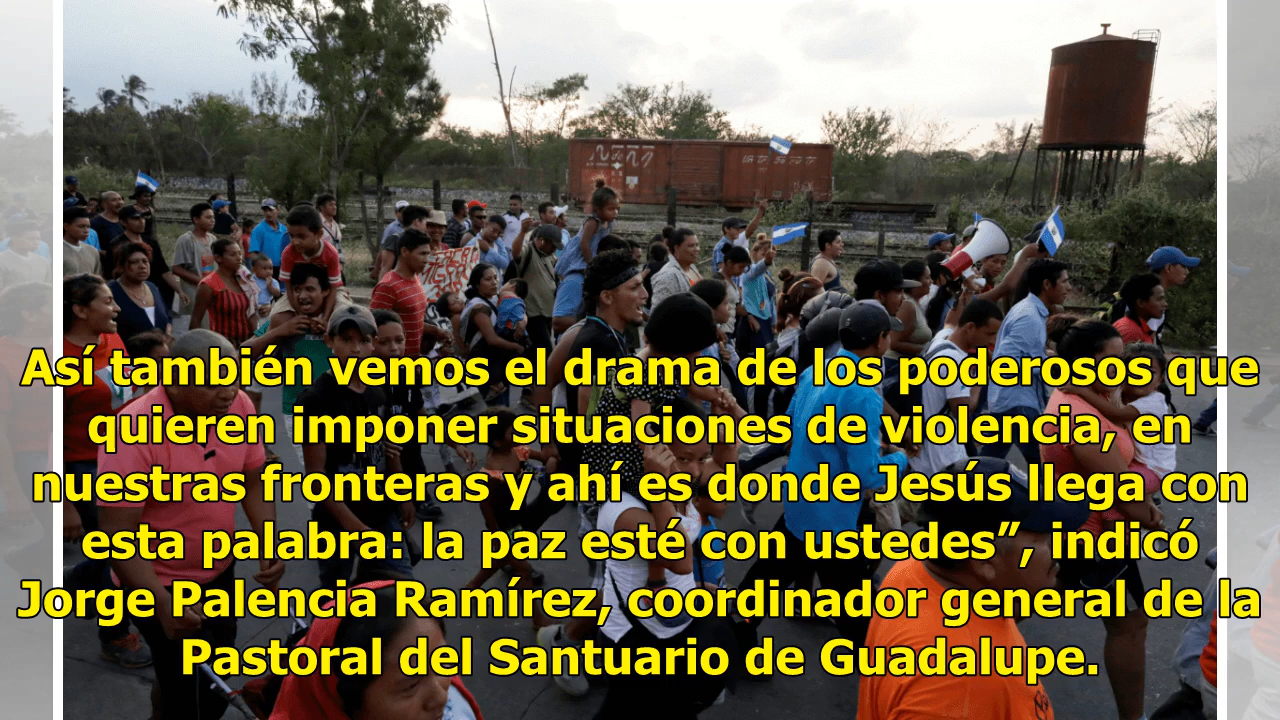 Así también vemos el drama de los poderosos que
quieren imponer situaciones de violencia, en
nuestras fronteras y ahí es donde Jesús llega con
esta palabra: la paz esté con ustedes”, indicó
Jorge Palencia Ramírez, coordinador general de la
Pastoral del Santuario de Guadalupe.